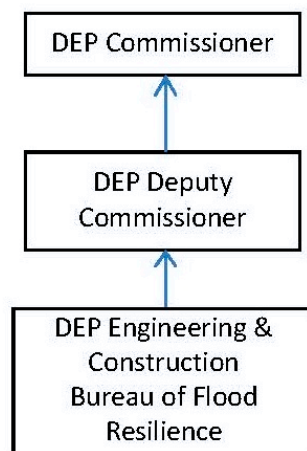 DEP Commissioner
DEP Deputy
Commissioner
DEP Engineering &
Construction
Bureau of Flood
Resilience